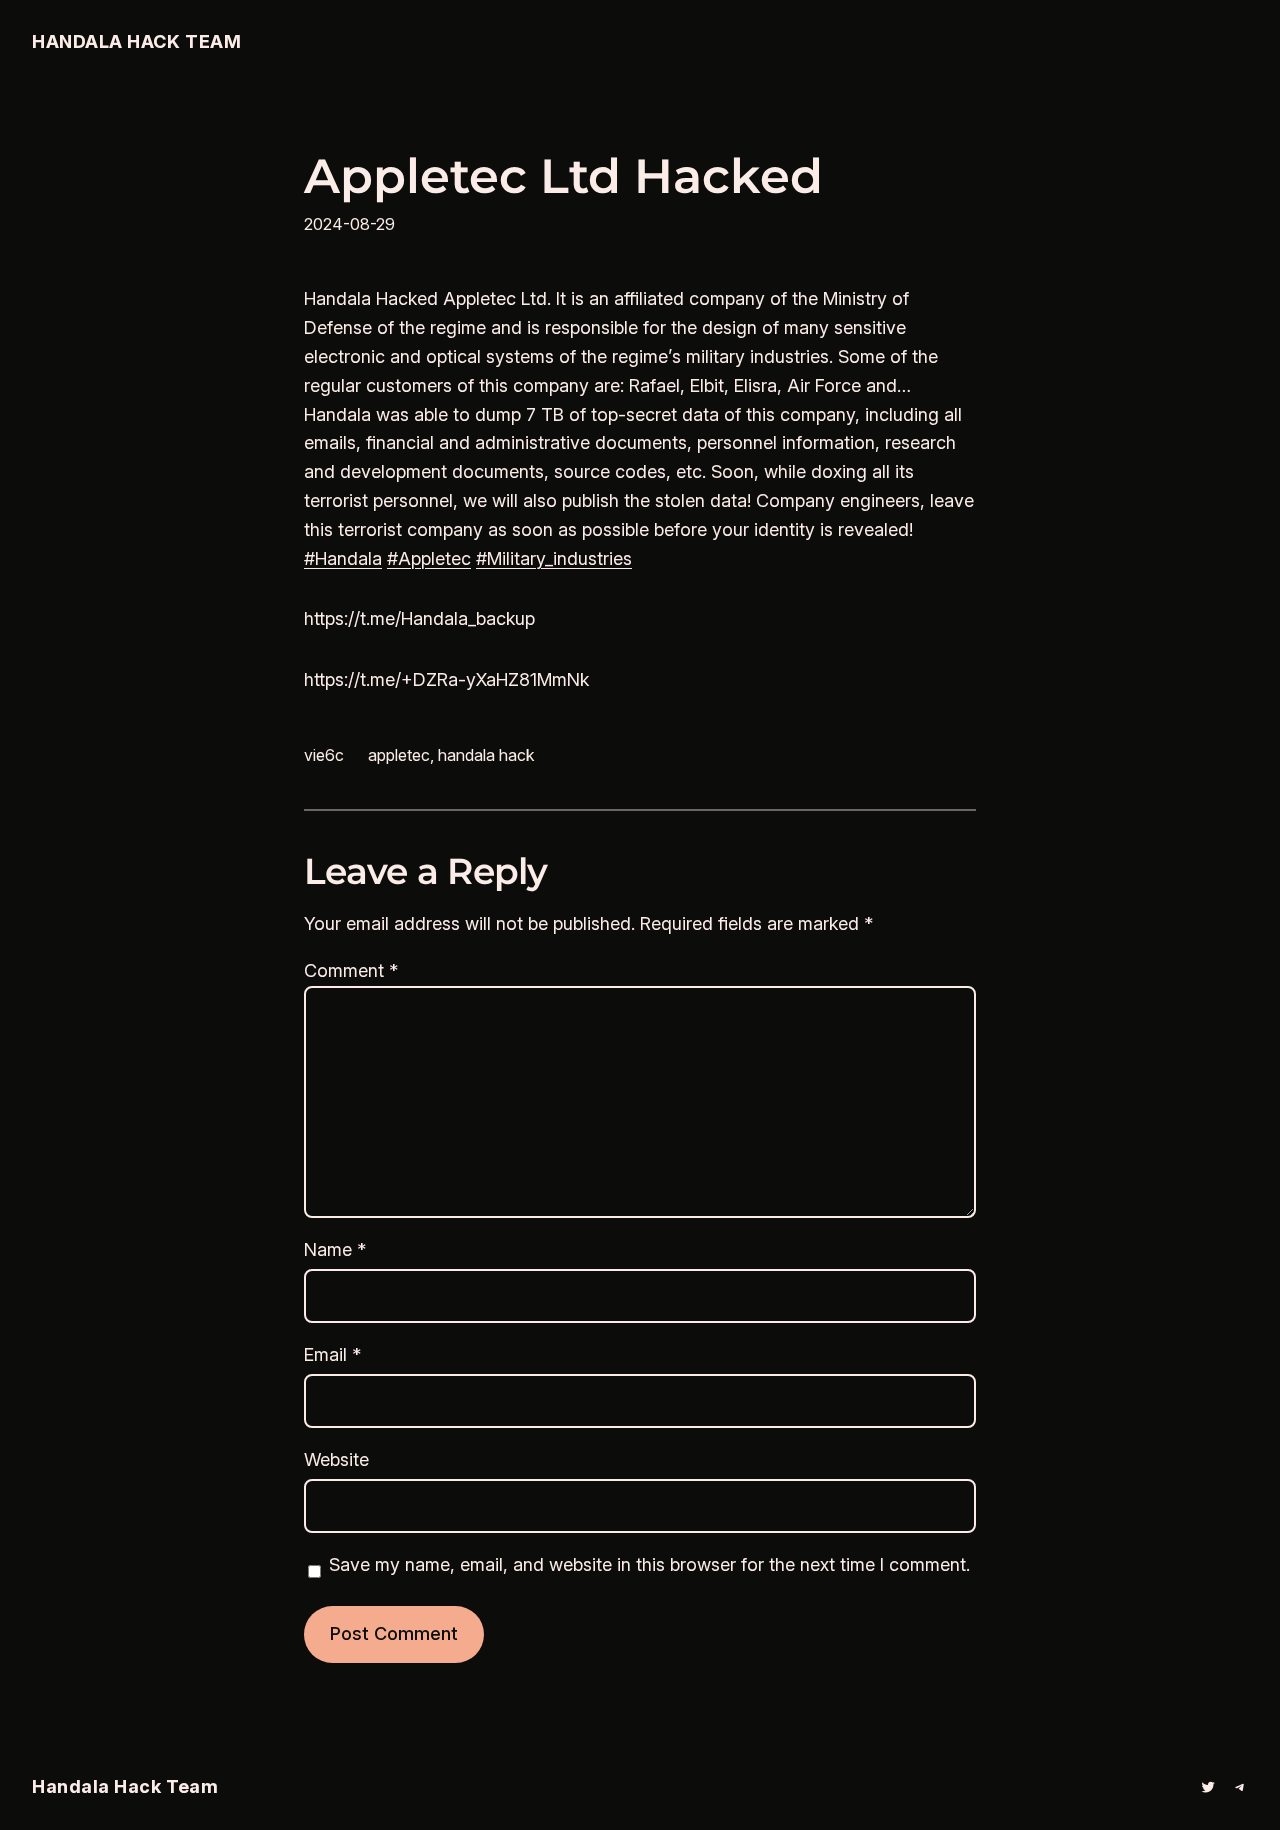 HANDALA HACK TEAM
Appletec Ltd Hacked
2024-08-29
Handala Hacked Appletec Ltd. It is an affiliated company of the Ministry of
Defense of the regime and is responsible for the design of many sensitive
electronic and optical systems of the regime’s military industries. Some of the
regular customers of this company are: Rafael, Elbit, Elisra, Air Force and…
Handala was able to dump 7 TB of top-secret data of this company, including all
emails, financial and administrative documents, personnel information, research
and development documents, source codes, etc. Soon, while doxing all its
terrorist personnel, we will also publish the stolen data! Company engineers, leave
this terrorist company as soon as possible before your identity is revealed!
#Handala #Appletec #Military_industries
https://t.me/Handala_backup
https://t.me/+DZRa-yXaHZ81MmNk
vie6c appletec, handala hack
Leave a Reply
Your email address will not be published. Required fields are marked *
Comment *
Name *
Email *
Website
Save my name, email, and website in this browser for the next time I comment.
Post Comment
Handala Hack Team